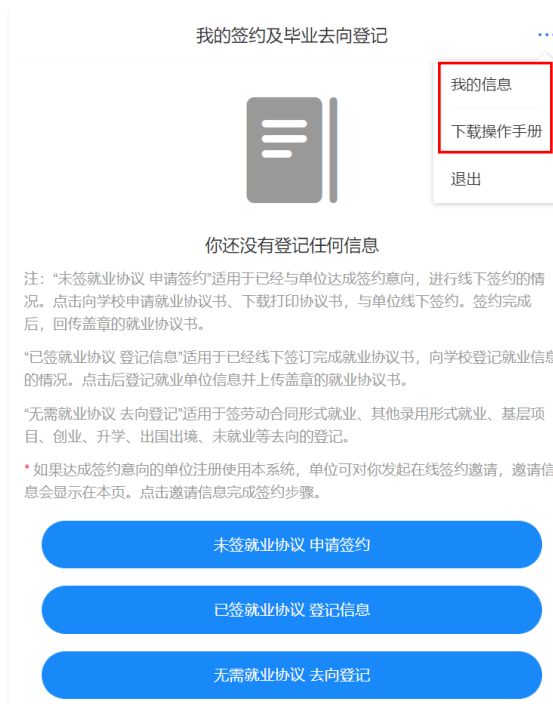 我的签约及毕业去向登记
我的信息
下载操作手册
退出
你还没有登记任何信息
注：“未签就业协议 申请签约”适用于已经与单位达成签约意向，进行线下签约的情
况。点击向学校申请就业协议书、下载打印协议书，与单位线下签约。签约完成
后，回传盖章的就业协议书。
“已签就业协议 登记信息”适用于已经线下签订完成就业协议书，向学校登记就业信息
的情况。点击后登记就业单位信息并上传盖章的就业协议书。
“无需就业协议 去向登记”适用于签劳动合同形式就业、其他录用形式就业、基层项
目、创业、升学、出国出境、未就业等去向的登记。
* 如果达成签约意向的单位注册使用本系统，单位可对你发起在线签约邀请，邀请信
息会显示在本页。点击邀请信息完成签约步骤。
未签就业协议 申请签约
已签就业协议 登记信息
无需就业协议 去向登记